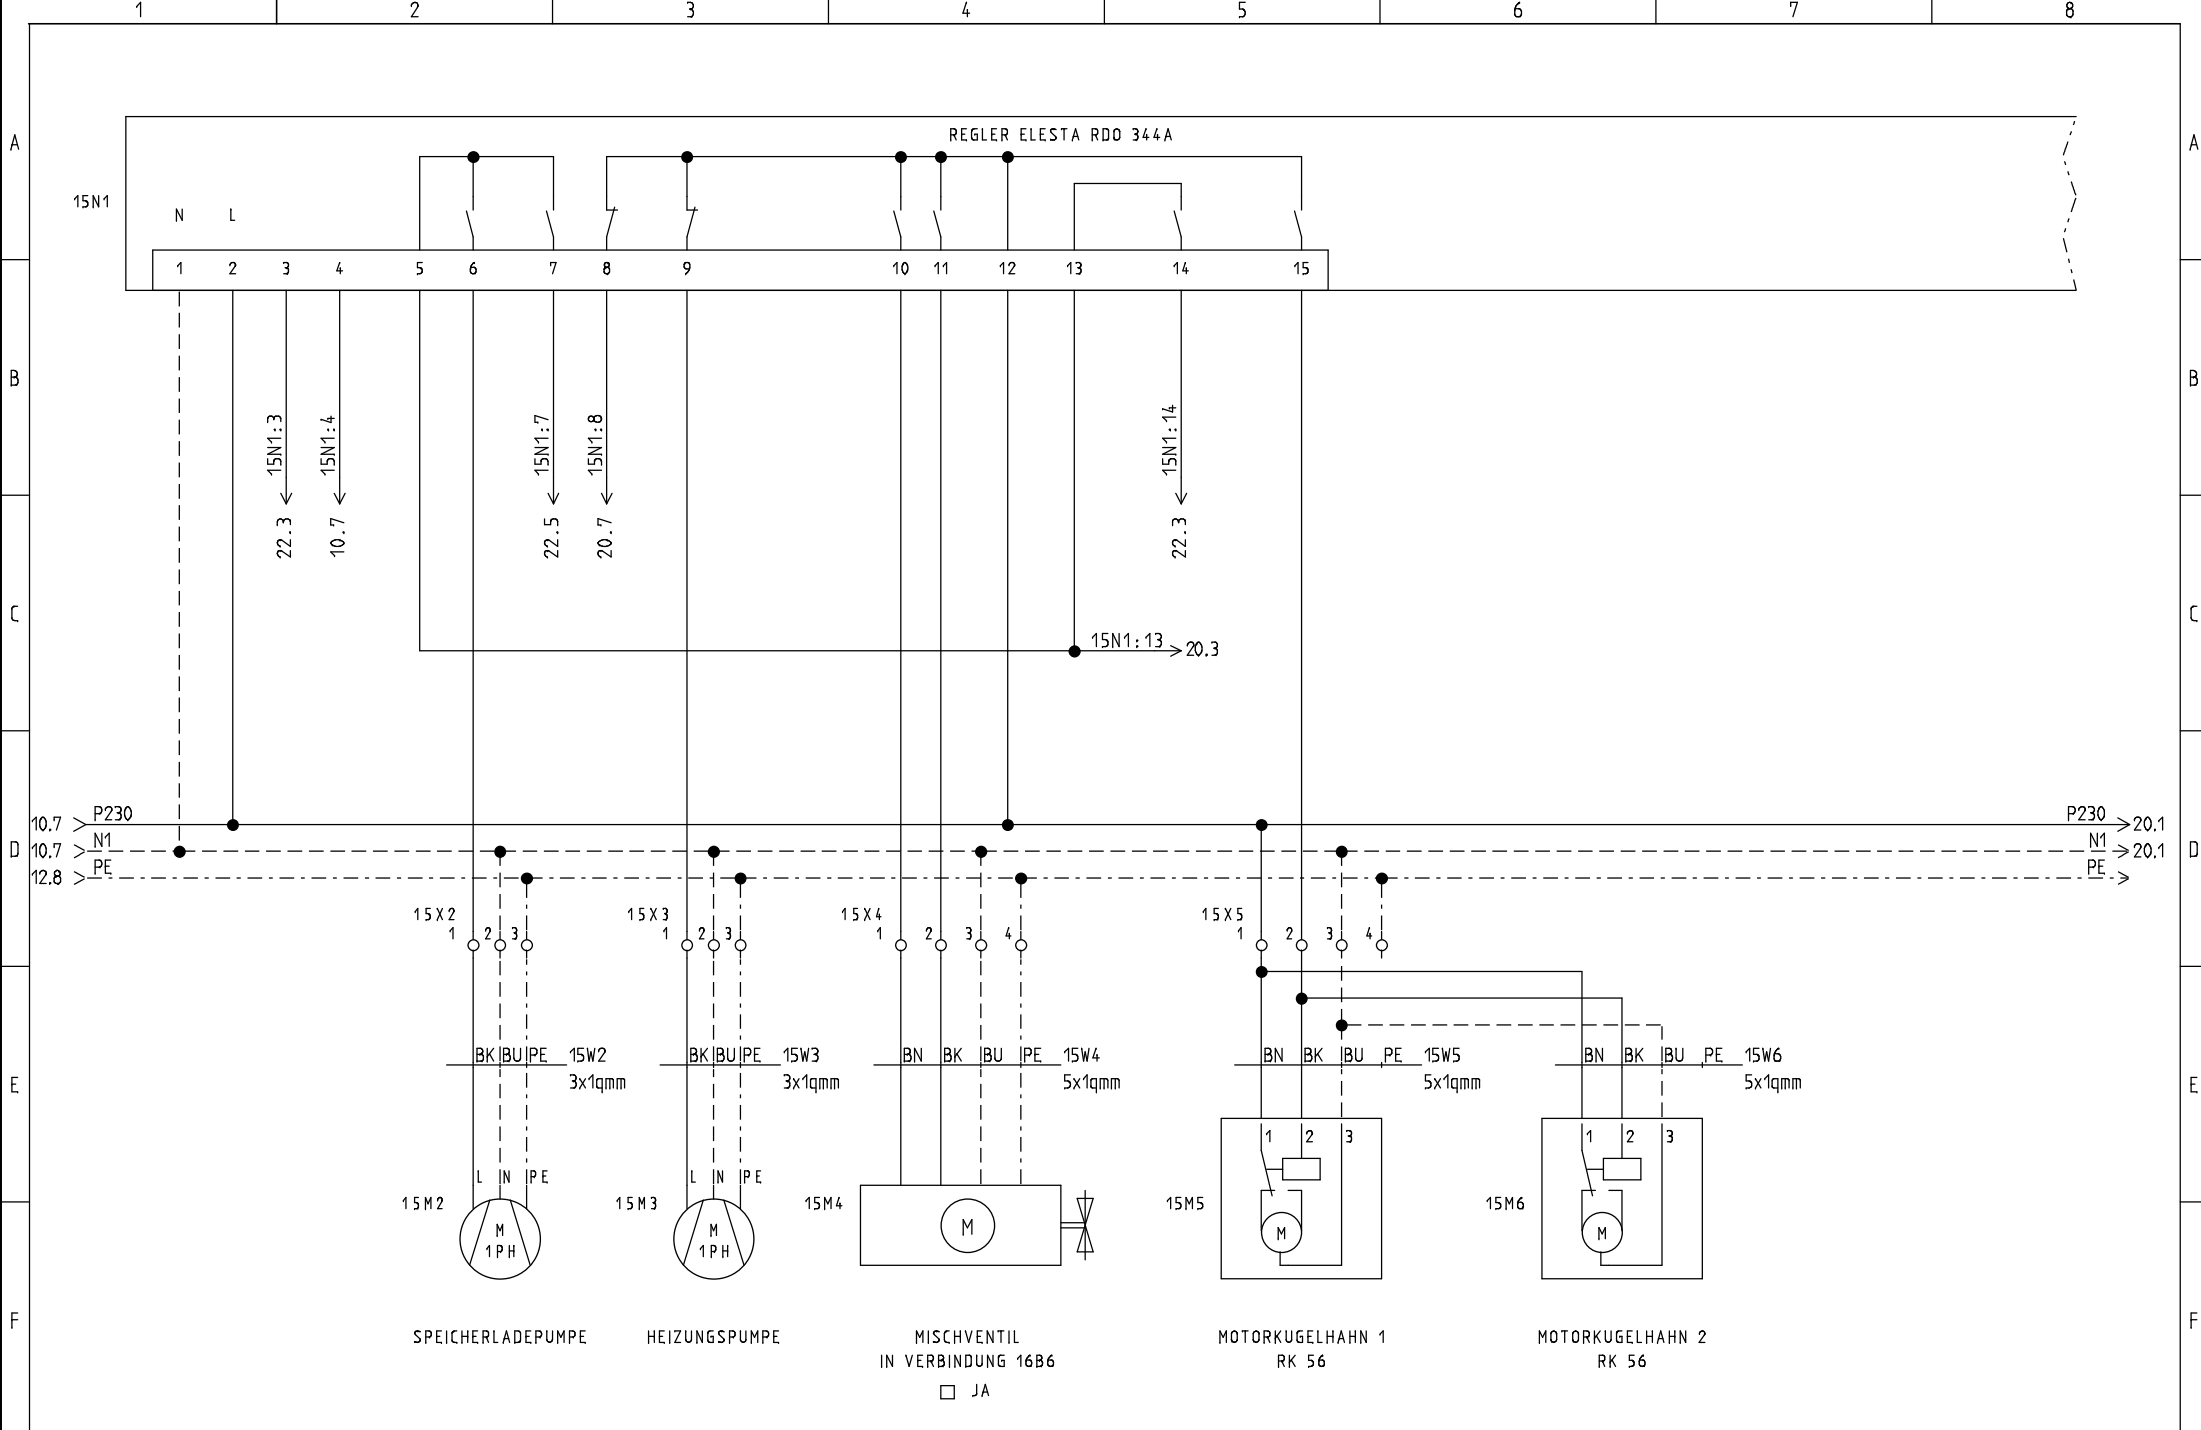 1 2 3 4 5 6 7 8
A A
REGLER ELESTA RDO 344A
15N1
N L
1 2 3 4 5 6 7 8 9 10 11 12 13 14 15
B B
15N1:3 15N1:4 15N1:7 15N1:8 15N1:14
22.3 10.7 22.5 20.7 22.3
C C
15N1:13 20.3
10.7 P230 P230 20.1
D 10.7 N1 N1 20.1 D
12.8 PE PE
15X2 15X3 15X4 15X5
1 2 3 1 2 3 1 2 3 4 1 2 3 4
BK BU PE 15W2 BK BU PE 15W3 BN BK BU PE 15W4 BN BK BU PE 15W5 BN BK BU PE 15W6
E 3x1qmm 3x1qmm 5x1qmm 5x1qmm 5x1qmm E
1 2 3 1 2 3
L N PE L N PE
15M2 15M3 15M4 15M5 15M6
M M M M M
1PH 1PH
F F
SPEICHERLADEPUMPE HEIZUNGSPUMPE MISCHVENTIL MOTORKUGELHAHN 1 MOTORKUGELHAHN 2
IN VERBINDUNG 16B6 RK 56 RK 56
JA